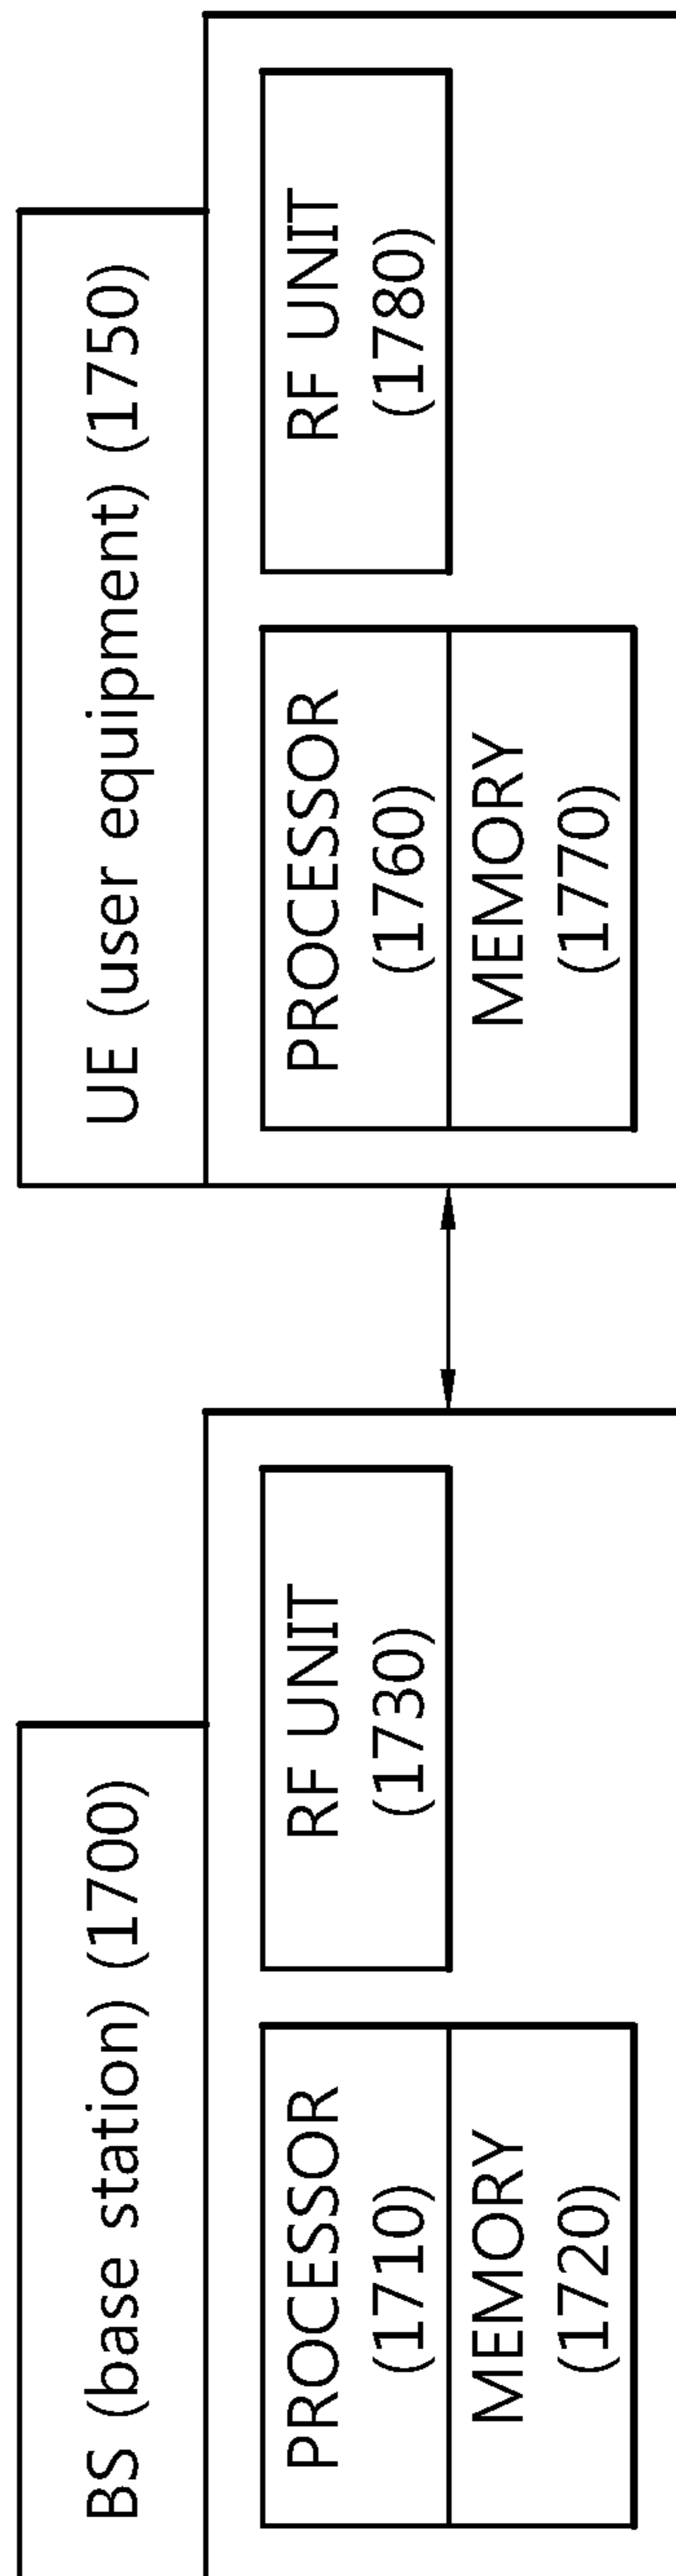 BS (base station) (1700)
PROCESSOR
(1710)
MEMORY
(1720)
RF UNIT
(1730)
UE (user equipment) (1750)
PROCESSOR
(1760)
MEMORY
(1770)
RF UNIT
(1780)